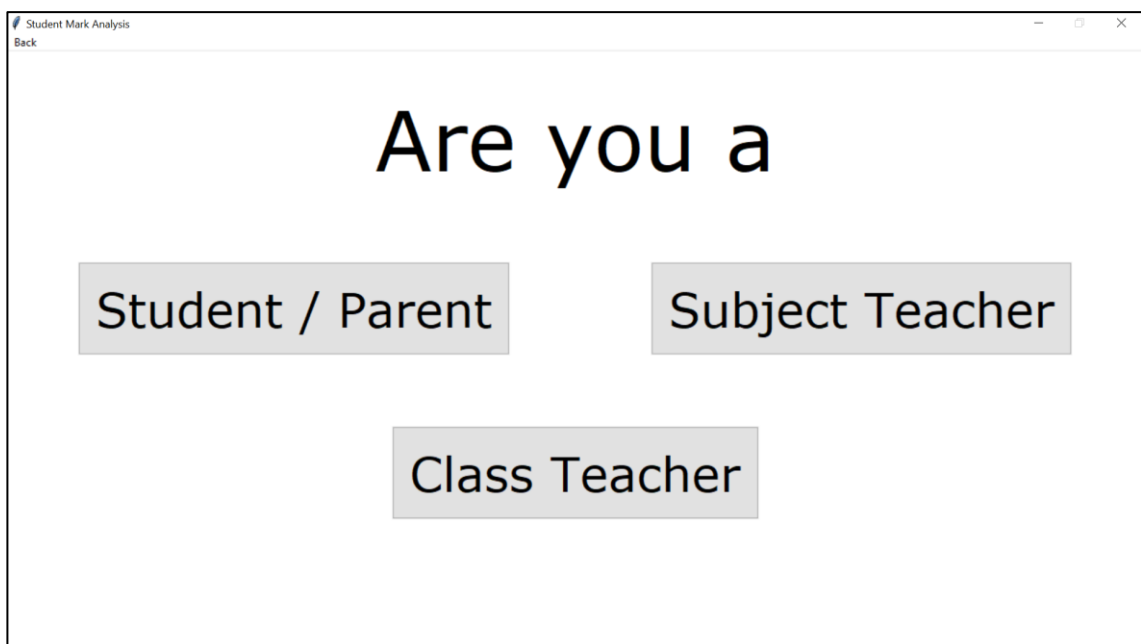 Student Mark Analysis
Back
Are you a
Student / Parent
Subject Teacher
Class Teacher